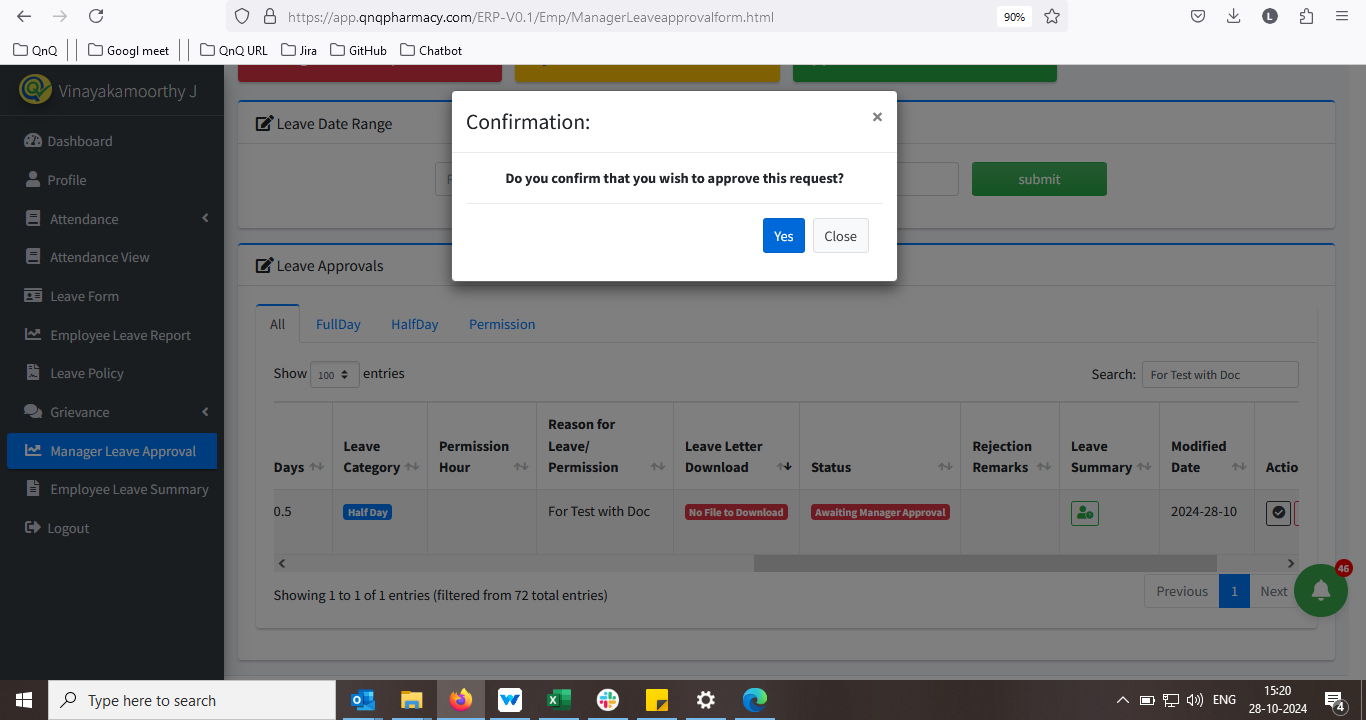 https://app.qnqpharmacy.com/ERP-V0.1/Emp/ManagerLeaveapprovalform.html
90%
L
QnQ
Googl meet
QnQ URL
Jira
GitHub
Chatbot
Vinayakamoorthy J
Dashboard
Profile
Attendance
Attendance View
Leave Form
Employee Leave Report
Leave Policy
Grievance
Manager Leave Approval
Employee Leave Summary
Logout
Confirmation:
×
Do you confirm that you wish to approve this request?
Yes
Close
Leave Date Range
submit
Leave Approvals
All
FullDay
HalfDay
Permission
Show 100 entries
Search: For Test with Doc
Days
Leave
Category
Permission
Hour
Reason for
Leave/
Permission
Leave Letter
Download
Status
Rejection
Remarks
Leave
Summary
Modified
Date
Actio
0.5
Half Day
For Test with Doc
No File to Download
Awaiting Manager Approval
2024-28-10
Showing 1 to 1 of 1 entries (filtered from 72 total entries)
Previous
1
Next
46
Type here to search
ENG
15:20
28-10-2024
4